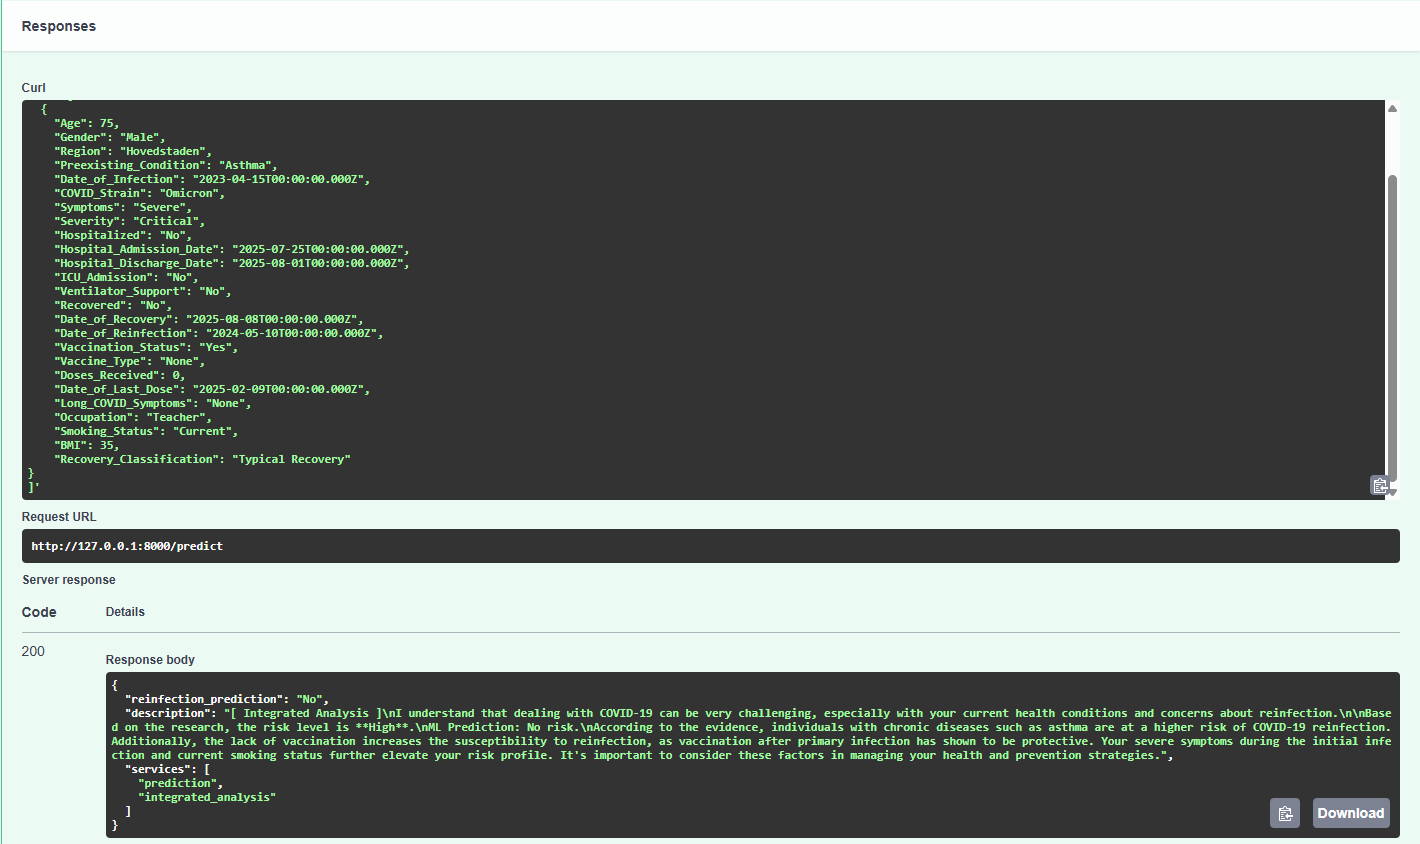 Responses
Curl
{
"Age": 75,
"Gender": "Male",
"Region": "Hovedstaden",
"Preexisting_Condition": "Asthma",
"Date_of_Infection": "2023-04-15T00:00:00.000Z",
"COVID_Strain": "Omicron",
"Symptoms": "Severe",
"Severity": "Critical",
"Hospitalized": "No",
"Hospital_Admission_Date": "2025-07-25T00:00:00.000Z",
"Hospital_Discharge_Date": "2025-08-01T00:00:00.000Z",
"ICU_Admission": "No",
"Ventilator_Support": "No",
"Recovered": "No",
"Date_of_Recovery": "2025-08-08T00:00:00.000Z",
"Date_of_Reinfection": "2024-05-10T00:00:00.000Z",
"Vaccination_Status": "Yes",
"Vaccine_Type": "None",
"Doses_Received": 0,
"Date_of_Last_Dose": "2025-02-09T00:00:00.000Z",
"Long_COVID_Symptoms": "None",
"Occupation": "Teacher",
"Smoking_Status": "Current",
"BMI": 35,
"Recovery_Classification": "Typical Recovery"
}
]'
Request URL
http://127.0.0.1:8000/predict
Server response
Code Details
200
Response body
{
"reinfection_prediction": "No",
"description": "[ Integrated Analysis ]\nI understand that dealing with COVID-19 can be very challenging, especially with your current health conditions and concerns about reinfection.\n\nBase
d on the research, the risk level is **High**.\nML Prediction: No risk.\nAccording to the evidence, individuals with chronic diseases such as asthma are at a higher risk of COVID-19 reinfection.
Additionally, the lack of vaccination increases the susceptibility to reinfection, as vaccination after primary infection has shown to be protective. Your severe symptoms during the initial infe
ction and current smoking status further elevate your risk profile. It's important to consider these factors in managing your health and prevention strategies.",
"services": [
"prediction",
"integrated_analysis"
]
}
Download